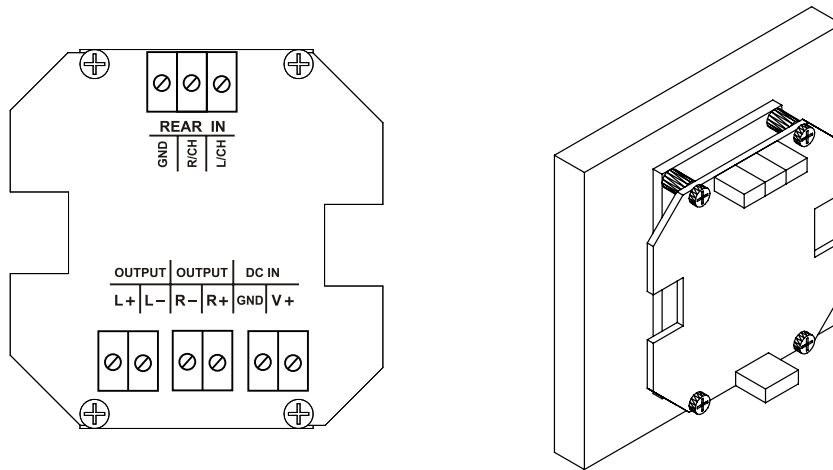 REAR IN
GND R/CH L/CH
OUTPUT OUTPUT DC IN
L+ L− R− R+ GND V+